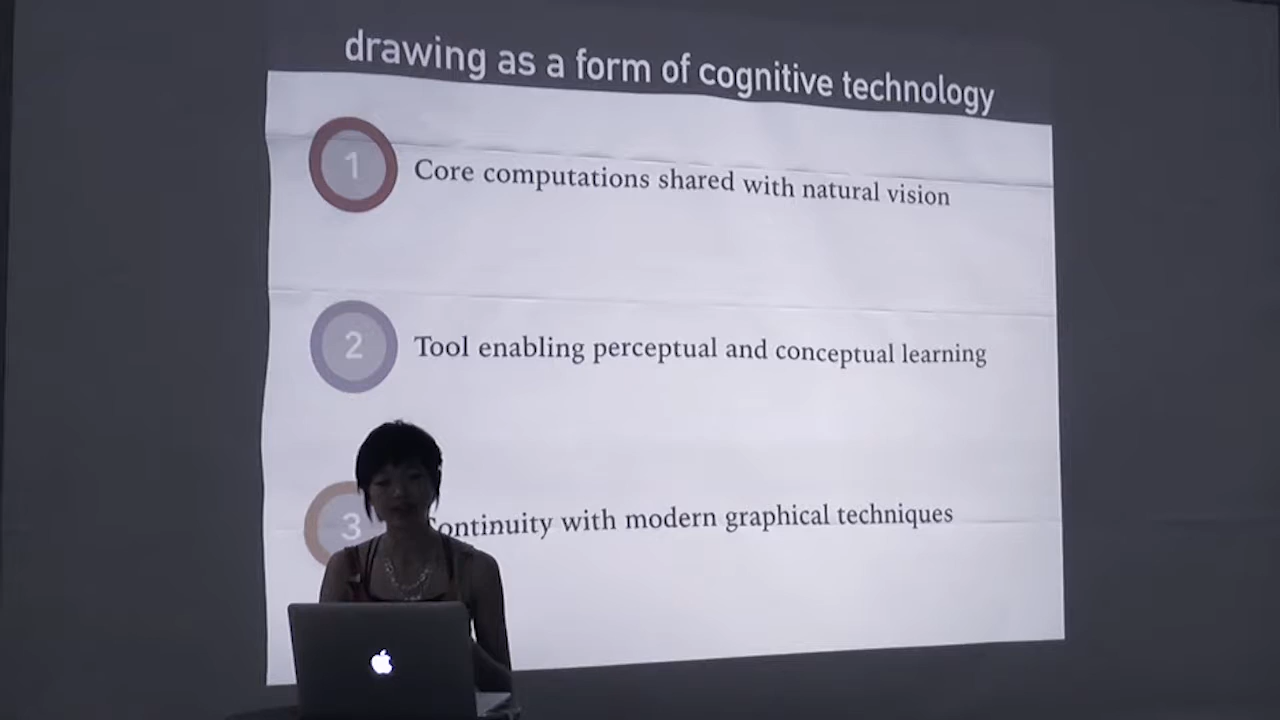 drawing as a form of cognitive technology
1 Core computations shared with natural vision
2 Tool enabling perceptual and conceptual learning
3 Continuity with modern graphical techniques